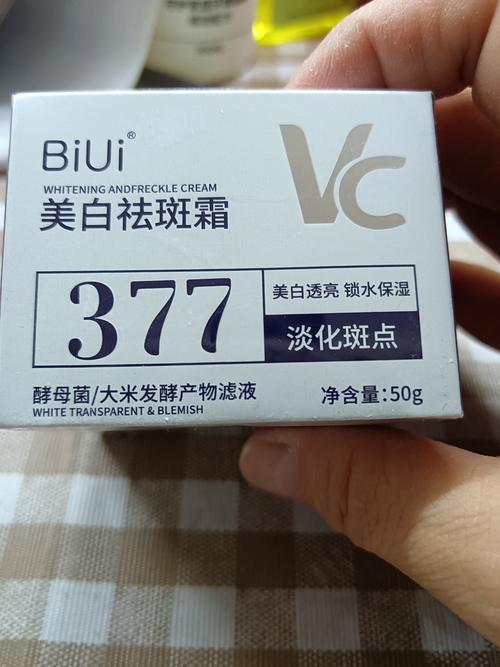 BiUi®
Vc
WHITENING ANDFRECKLE CREAM
美白祛斑霜
377
美白透亮 锁水保湿
淡化斑点
酵母菌/大米发酵产物滤液
净含量:50g
WHITE TRANSPARENT & BLEMISH